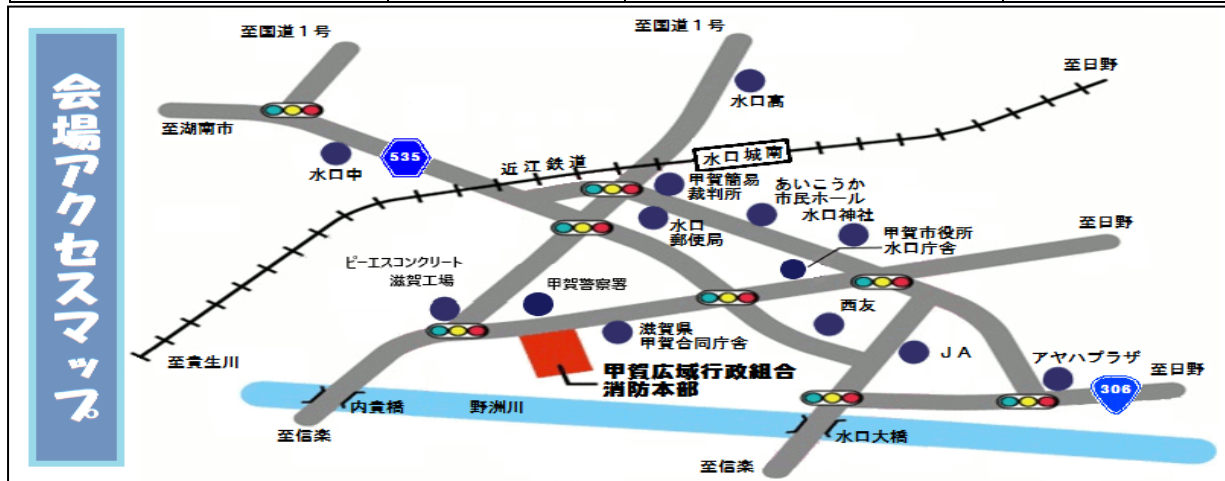 会場アクセスマップ
至国道1号
至国道1号
至日野
水口高
至湖南市
535
近江鉄道
水口城南
水口中
甲賀簡易
裁判所
あいこうか
市民ホール
水口神社
水口
郵便局
甲賀市役所
水口庁舎
至日野
ピーエスコンクリート
滋賀工場
甲賀警察署
滋賀県
甲賀合同庁舎
西友
JA
アヤハプラザ
至日野
306
至貴生川
甲賀広域行政組合
消防本部
内貴橋
野洲川
水口大橋
至信楽
至信楽